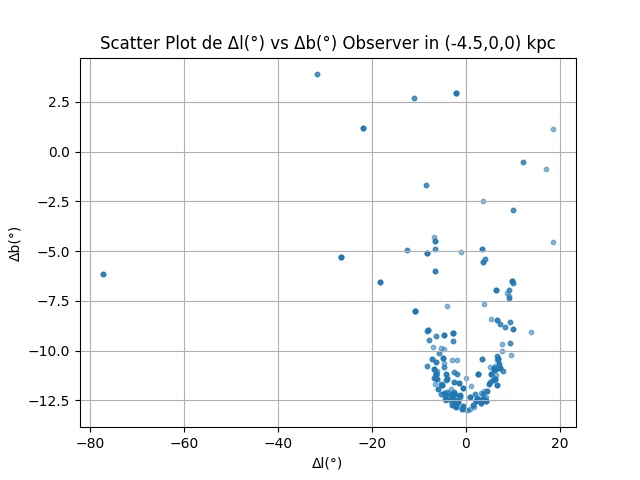 Scatter Plot de Δl(°) vs Δb(°) Observer in (-4.5,0,0) kpc
Δb(°)
2.5
0.0
−2.5
−5.0
−7.5
−10.0
−12.5
−80 −60 −40 −20 0 20
Δl(°)